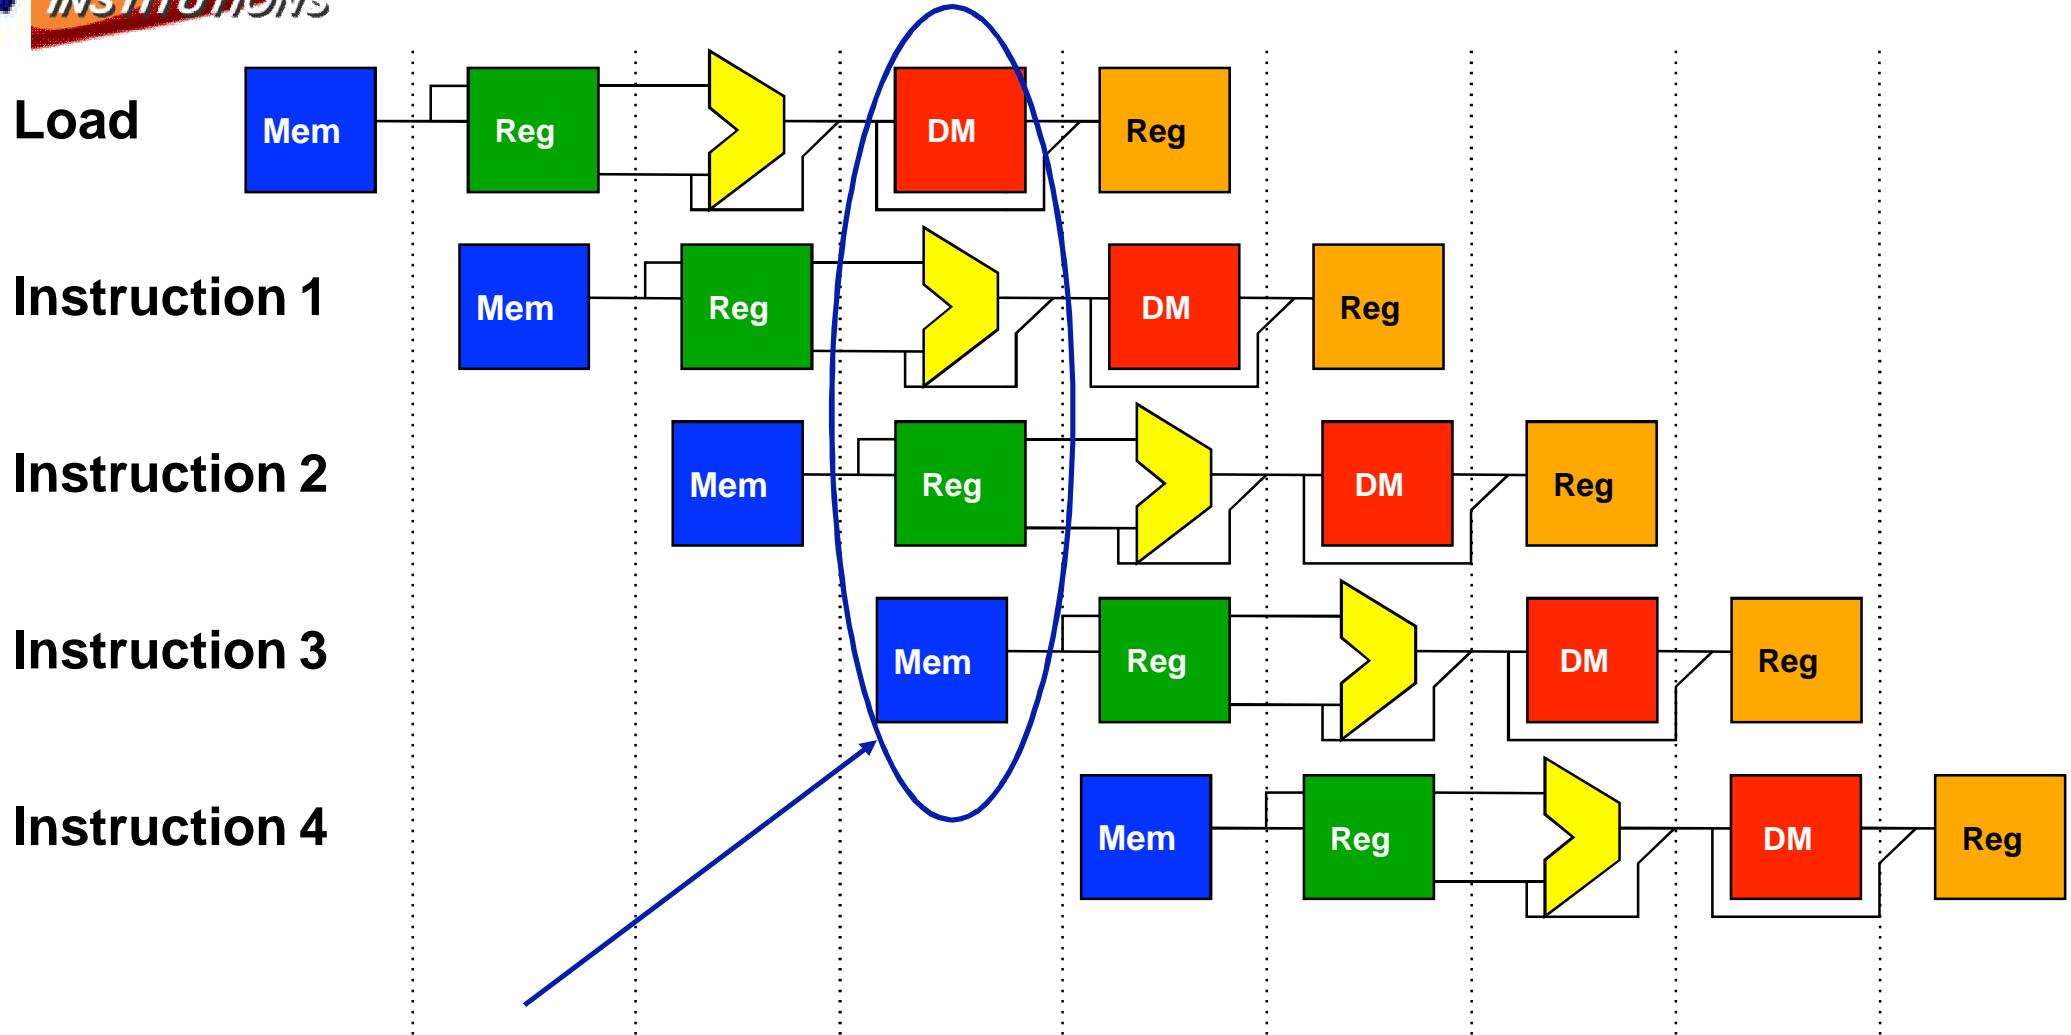 INSTITUTIONS
Load
Mem Reg DM Reg
Instruction 1
Mem Reg DM Reg
Instruction 2
Mem Reg DM Reg
Instruction 3
Mem Reg DM Reg
Instruction 4
Mem Reg DM Reg